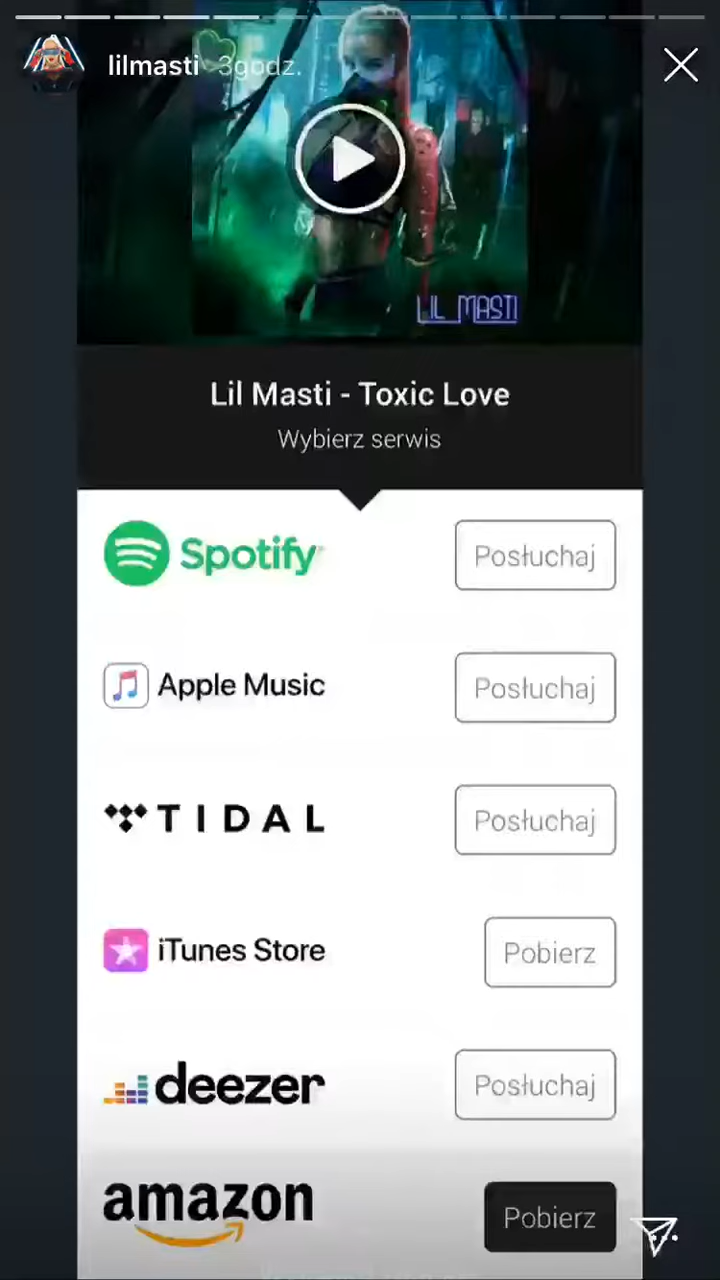 lilmasti 3godz.
LIL MASTI
Lil Masti - Toxic Love
Wybierz serwis
Spotify Posłuchaj
Apple Music Posłuchaj
TIDAL Posłuchaj
iTunes Store Pobierz
deezer Posłuchaj
amazon Pobierz